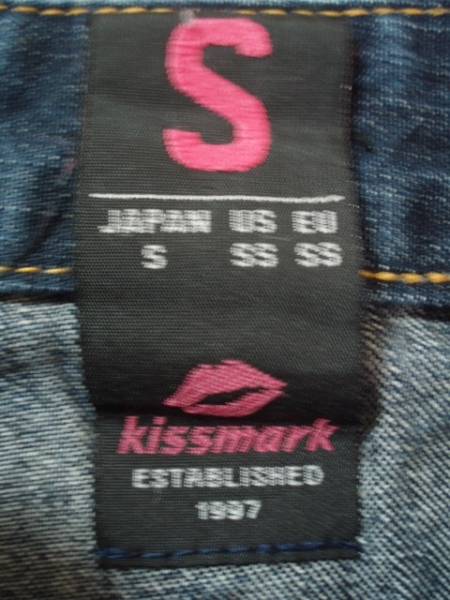 S
JAPAN US EU
S SS SS
kissmark
ESTABLISHED
1997